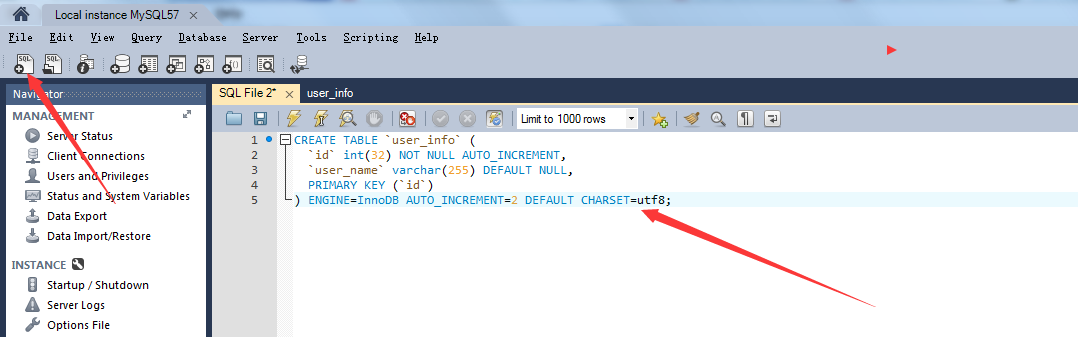 Local instance MySQL57 ×
File Edit View Query Database Server Tools Scripting Help
SQL SQL
Navigator
SQL File 2* × user_info
MANAGEMENT
Server Status
Client Connections
Users and Privileges
Status and System Variables
Data Export
Data Import/Restore
INSTANCE
Startup / Shutdown
Server Logs
Options File
Limit to 1000 rows
1 CREATE TABLE `user_info` (
2 `id` int(32) NOT NULL AUTO_INCREMENT,
3 `user_name` varchar(255) DEFAULT NULL,
4 PRIMARY KEY (`id`)
5 ) ENGINE=InnoDB AUTO_INCREMENT=2 DEFAULT CHARSET=utf8;